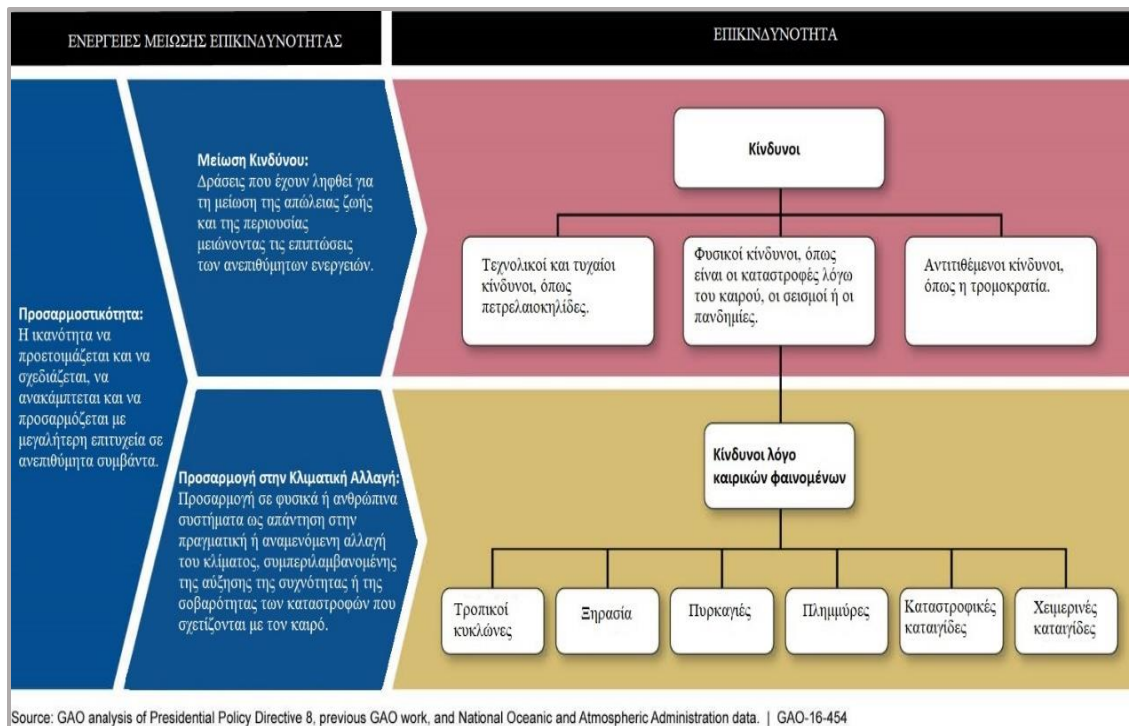 ΕΝΕΡΓΕΙΕΣ ΜΕΙΩΣΗΣ ΕΠΙΚΙΝΔΥΝΟΤΗΤΑΣ
ΕΠΙΚΙΝΔΥΝΟΤΗΤΑ
Προσαρμοστικότητα:
Η ικανότητα να
προετοιμάζεται και να
σχεδιάζεται, να
ανακάμπτεται και να
προσαρμόζεται με
μεγαλήτερη επιτυχεία σε
ανεπιθύμητα συμβάντα.
Μείωση Κινδύνου:
Δράσεις που έχουν ληφθεί για
τη μείωση της απώλειας ζωής
και της περιουσίας
μειώνοντας τις επιπτώσεις
των ανεπιθύμητων ενεργειών.
Προσαρμογή στην Κλιματική Αλλαγή:
Προσαρμογή σε φυσικά ή ανθρώπινα
συστήματα ως απάντηση στην
πραγματική ή αναμενόμενη αλλαγή
του κλίματος, συμπεριλαμβανομένης
της αύξησης της συχνότητας ή της
σοβαρότητας των καταστροφών που
σχετίζονται με τον καιρό.
Κίνδυνοι
Τεχνολικοί και τυχαίοι
κίνδυνοι, όπως
πετρελαιοκηλίδες.
Φυσικοί κίνδυνοι, όπως
είναι οι καταστροφές λόγω
του καιρού, οι σεισμοί ή οι
πανδημίες.
Αντιτιθέμενοι κίνδυνοι,
όπως η τρομοκρατία.
Κίνδυνοι λόγο
καιρικών φαινομένων
Τροπικοί
κυκλώνες
Ξηρασία
Πυρκαγιές
Πλημμύρες
Καταστροφικές
καταιγίδες
Χειμερινές
καταιγίδες
Source: GAO analysis of Presidential Policy Directive 8, previous GAO work, and National Oceanic and Atmospheric Administration data. | GAO-16-454